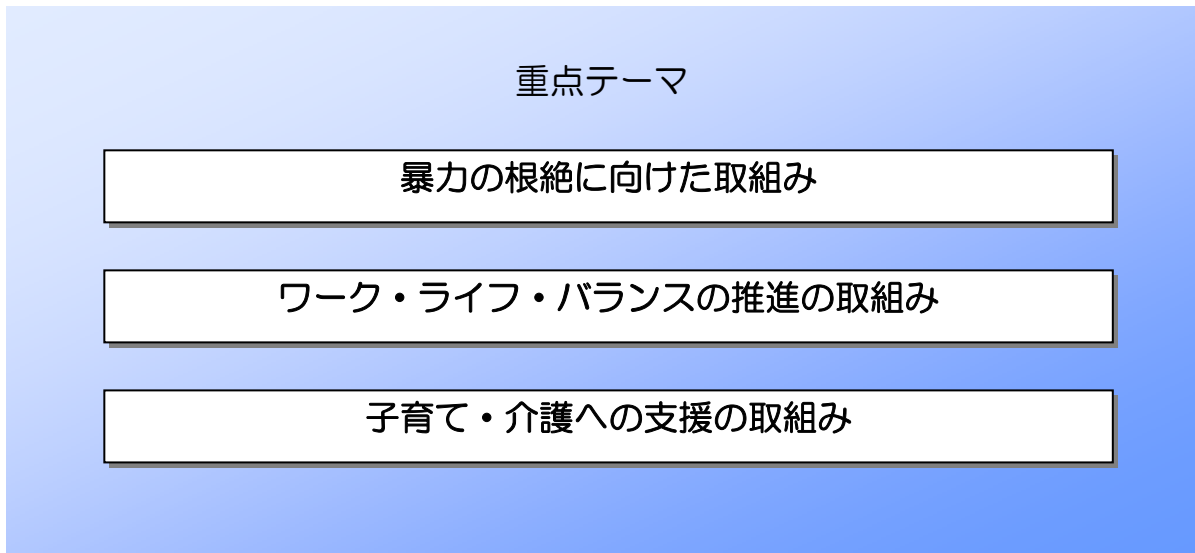 重点テーマ
暴力の根絶に向けた取組み
ワーク・ライフ・バランスの推進の取組み
子育て・介護への支援の取組み